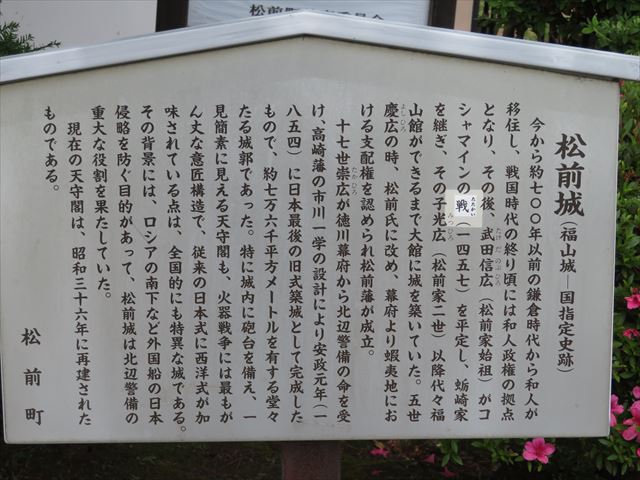 松前城（福山城―国指定史跡）
今から約七〇〇年以前の鎌倉時代から和人が
移住し、戦国時代の終り頃には和人政権の拠点
となり、その後、武田信広（松前家始祖）がコ
シャマインの戦（一四五七）を平定し、蛎崎家
を継ぎ、その子光広（松前家二世）以降代々福
山館ができるまで大館に城を築いていた。五世
慶広の時、松前氏に改め、幕府より蝦夷地にお
ける支配権を認められ松前藩が成立。
十七世崇広が徳川幕府から北辺警備の命を受
け、高崎藩の市川一学の設計により安政元年（一
八五四）に日本最後の旧式築城として完成した
もので、約七万六千平方メートルを有する堂々
たる城郭であった。特に城内に砲台を備え、一
見簡素に見える天守閣も、火器戦争には最もが
ん丈な意匠構造で、従来の日本式に西洋式が加
味されている点は、全国的にも特異な城である。
その背景には、ロシアの南下など外国船の日本
侵略を防ぐ目的があって、松前城は北辺警備の
重大な役割を果たしていた。
現在の天守閣は、昭和三十六年に再建された
ものである。
松前町